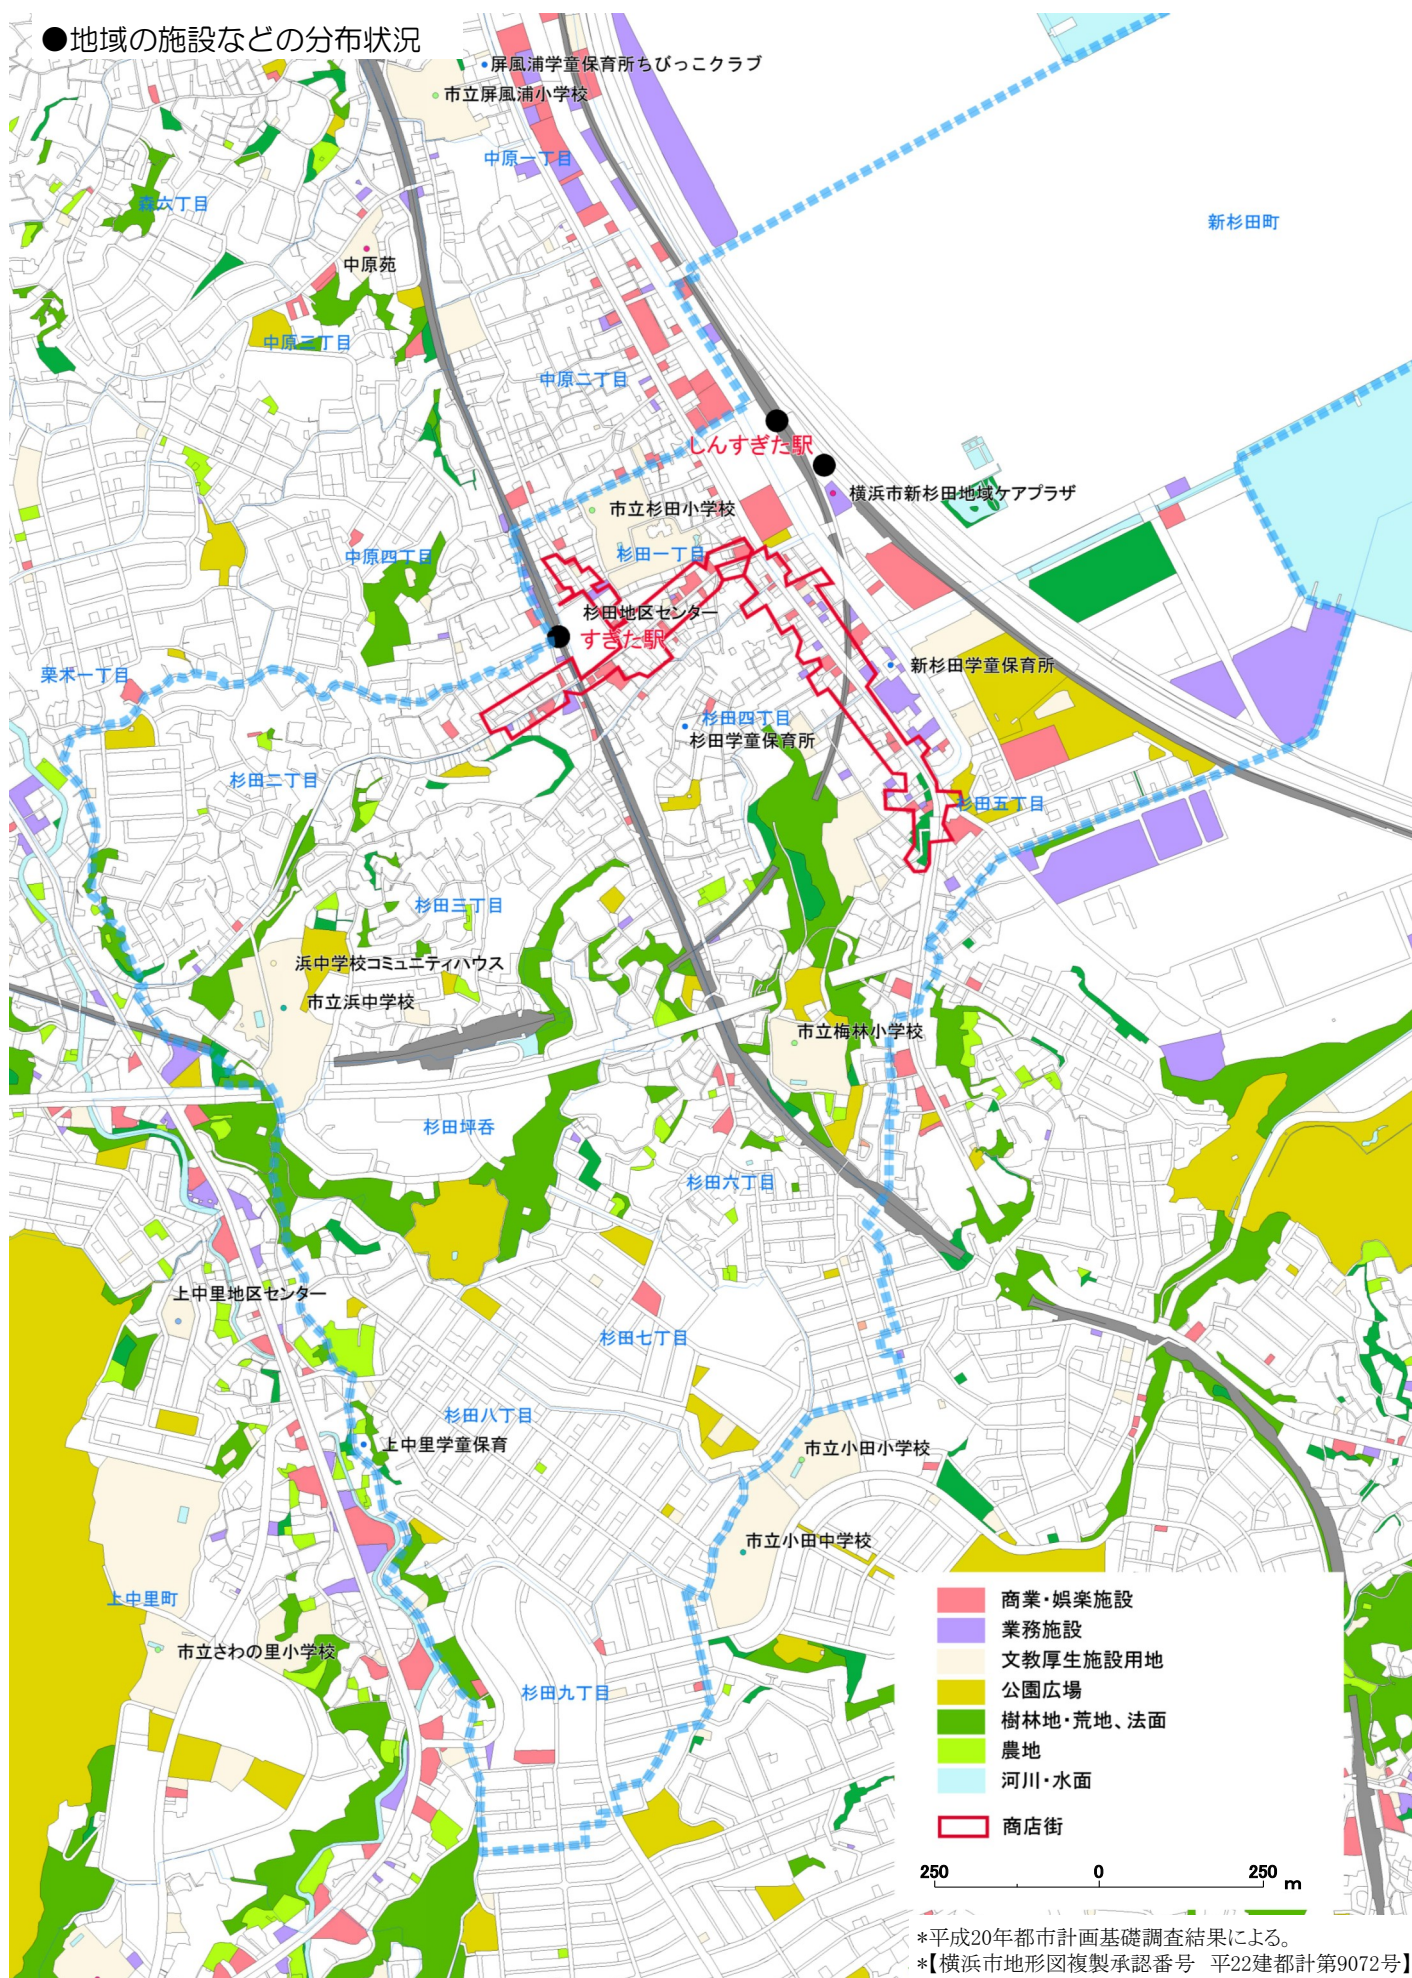 ●地域の施設などの分布状況
屏風浦学童保育所ちびっこクラブ
市立屏風浦小学校
中原一丁目
森六丁目
新杉田町
中原苑
中原三丁目
中原二丁目
しんすぎた駅
横浜市新杉田地域ケアプラザ
市立杉田小学校
中原四丁目
杉田一丁目
杉田地区センター
すぎた駅
新杉田学童保育所
栗木一丁目
杉田四丁目
杉田学童保育所
杉田二丁目
杉田五丁目
杉田三丁目
浜中学校コミュニティハウス
市立浜中学校
市立梅林小学校
杉田坪呑
杉田六丁目
上中里地区センター
杉田七丁目
杉田八丁目
上中里学童保育
市立小田小学校
市立小田中学校
上中里町
市立さわの里小学校
杉田九丁目
商業・娯楽施設
業務施設
文教厚生施設用地
公園広場
樹林地・荒地、法面
農地
河川・水面
商店街
250 0 250 m
*平成20年都市計画基礎調査結果による。
*【横浜市地形図複製承認番号 平22建都計第9072号】